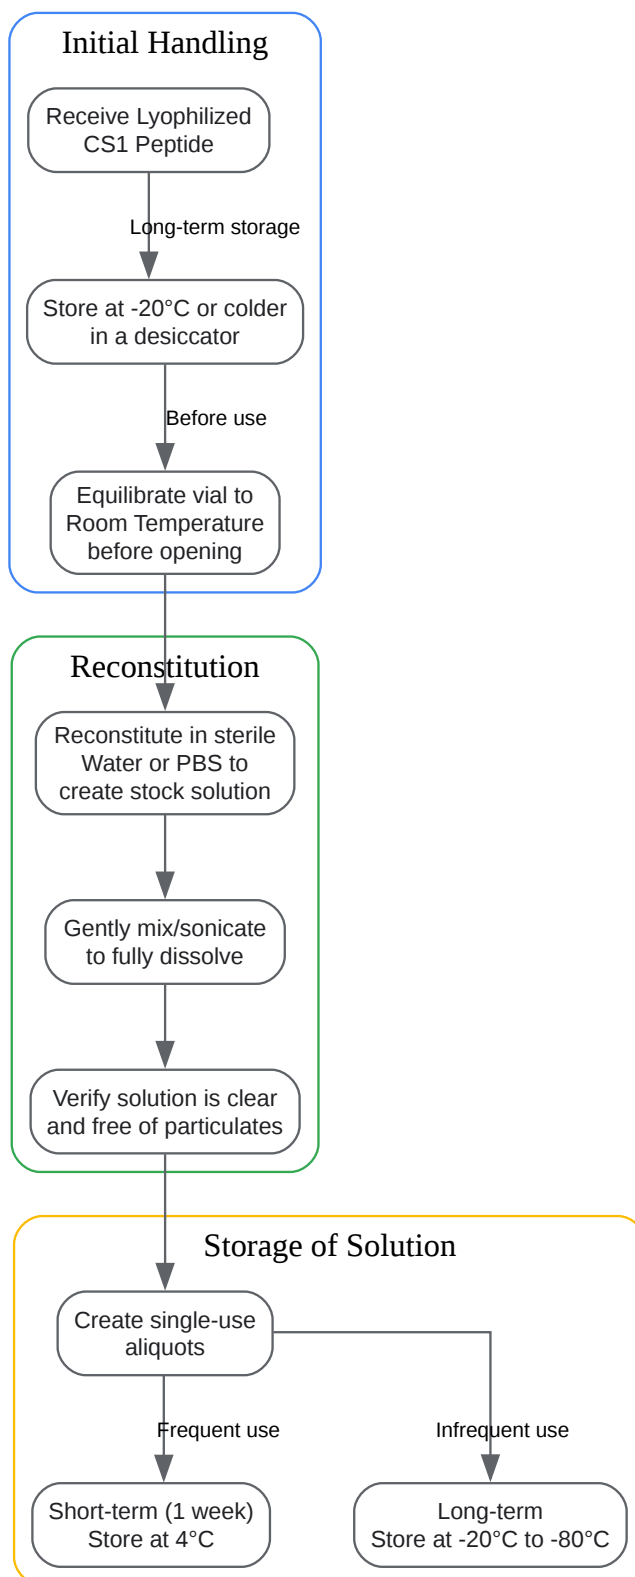 Initial Handling
Receive Lyophilized
CS1 Peptide
Long-term storage
Store at -20°C or colder
in a desiccator
Before use
Equilibrate vial to
Room Temperature
before opening
Reconstitution
Reconstitute in sterile
Water or PBS to
create stock solution
Gently mix/sonicate
to fully dissolve
Verify solution is clear
and free of particulates
Storage of Solution
Create single-use
aliquots
Frequent use
Infrequent use
Short-term (1 week)
Store at 4°C
Long-term
Store at -20°C to -80°C